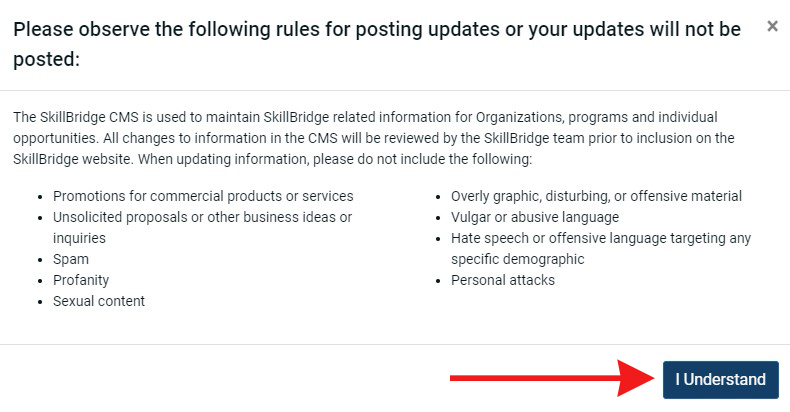 Please observe the following rules for posting updates or your updates will not be ×
posted:
The SkillBridge CMS is used to maintain SkillBridge related information for Organizations, programs and individual
opportunities. All changes to information in the CMS will be reviewed by the SkillBridge team prior to inclusion on the
SkillBridge website. When updating information, please do not include the following:
• Promotions for commercial products or services
• Unsolicited proposals or other business ideas or
inquiries
• Spam
• Profanity
• Sexual content
• Overly graphic, disturbing, or offensive material
• Vulgar or abusive language
• Hate speech or offensive language targeting any
specific demographic
• Personal attacks
I Understand